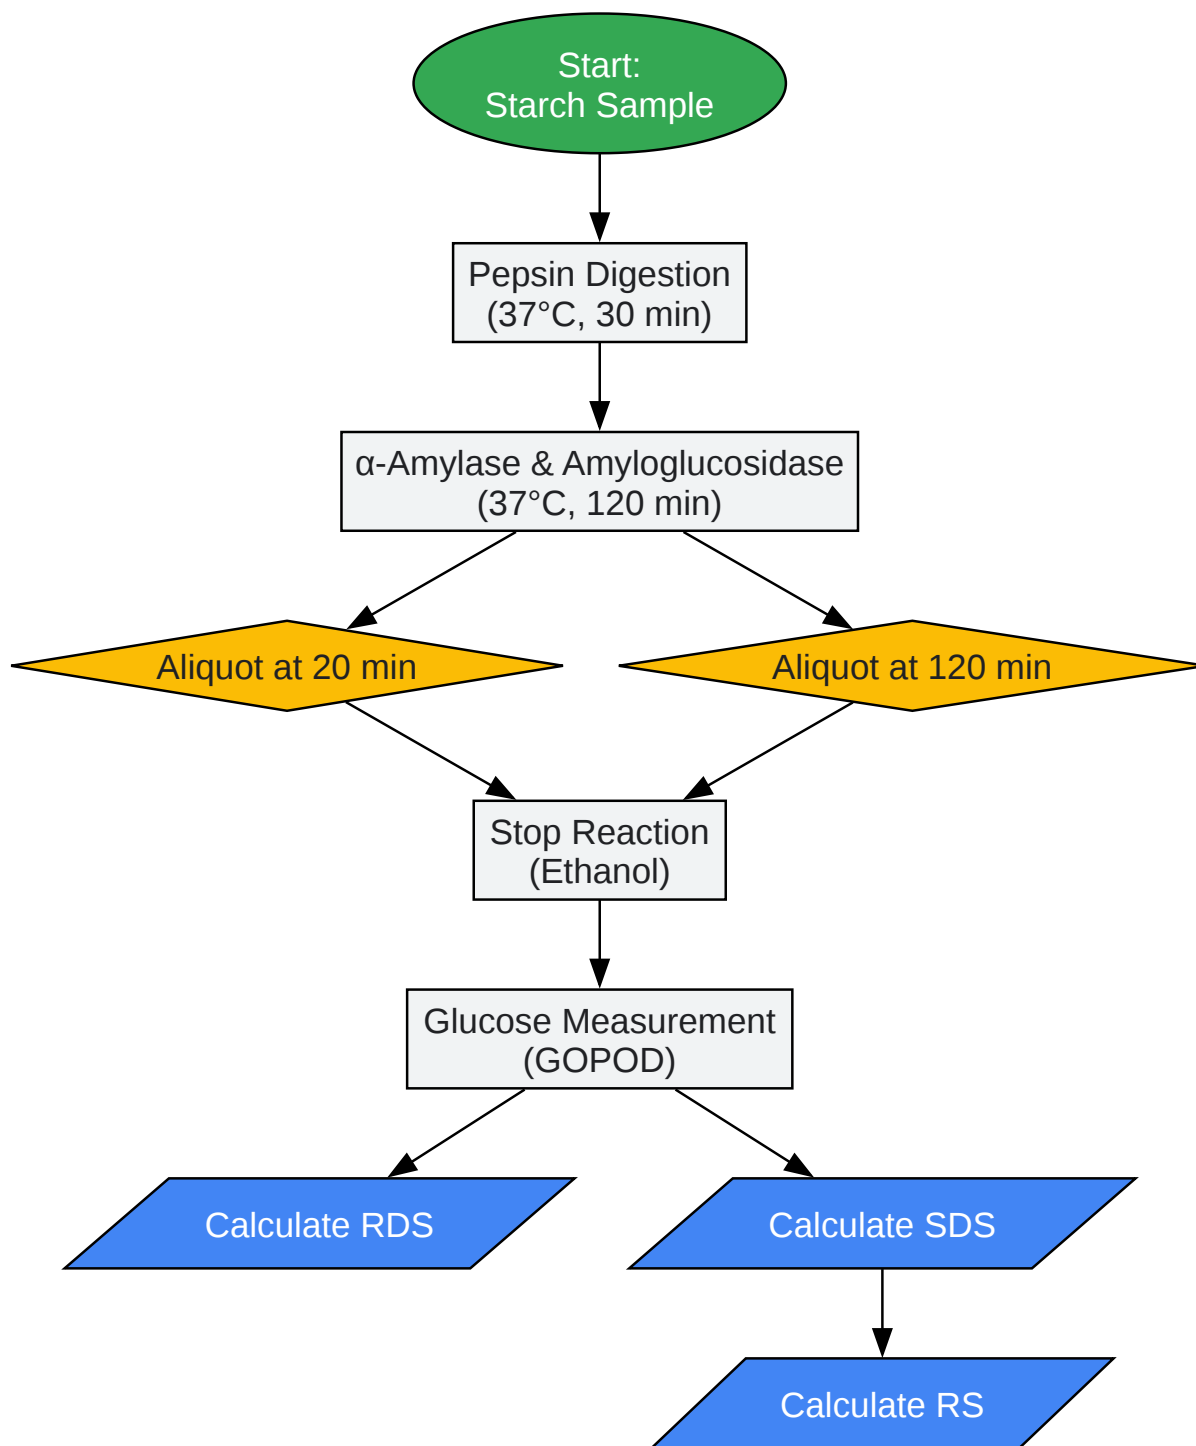 Start:
Starch Sample
Pepsin Digestion
(37°C, 30 min)
α-Amylase & Amyloglucosidase
(37°C, 120 min)
Aliquot at 20 min
Aliquot at 120 min
Stop Reaction
(Ethanol)
Glucose Measurement
(GOPOD)
Calculate RDS
Calculate SDS
Calculate RS